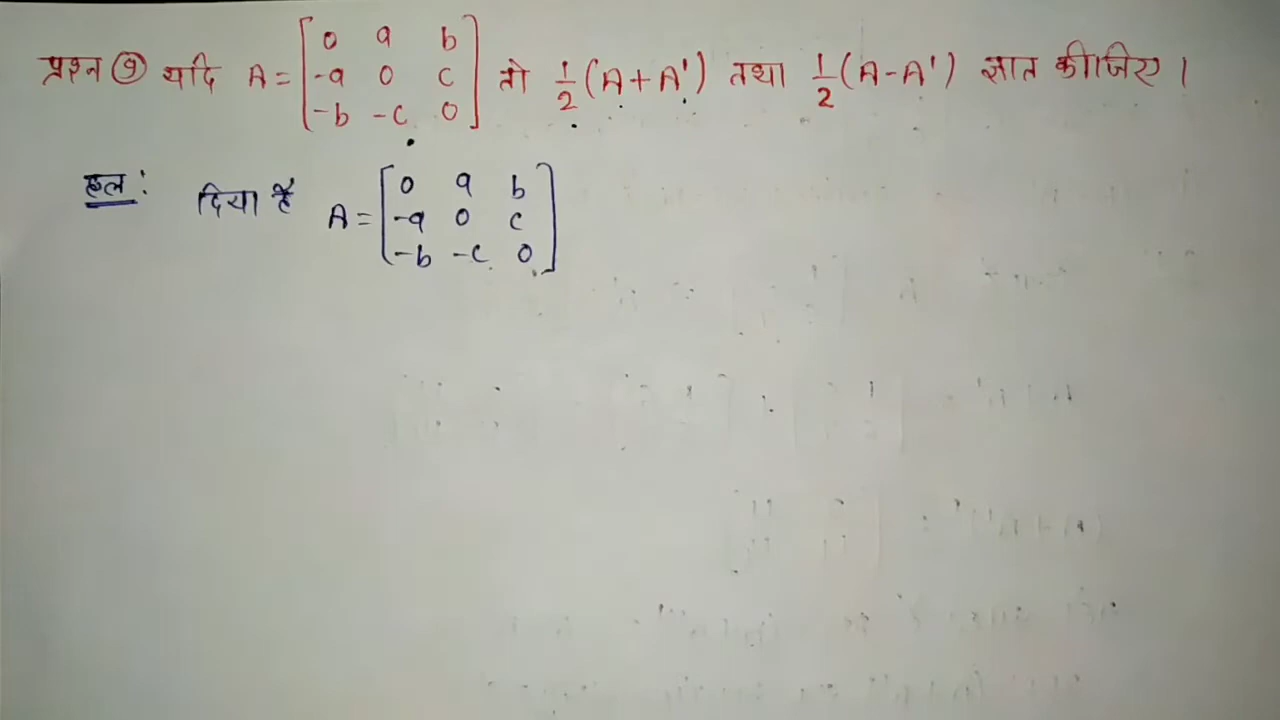 प्रश्न ⑨ यदि A = [0 a b
-a 0 c
-b -c 0] तो 1/2 (A + A') तथा 1/2 (A - A') ज्ञात कीजिए ।
हल : दिया है A = [0 a b
-a 0 c
-b -c 0]